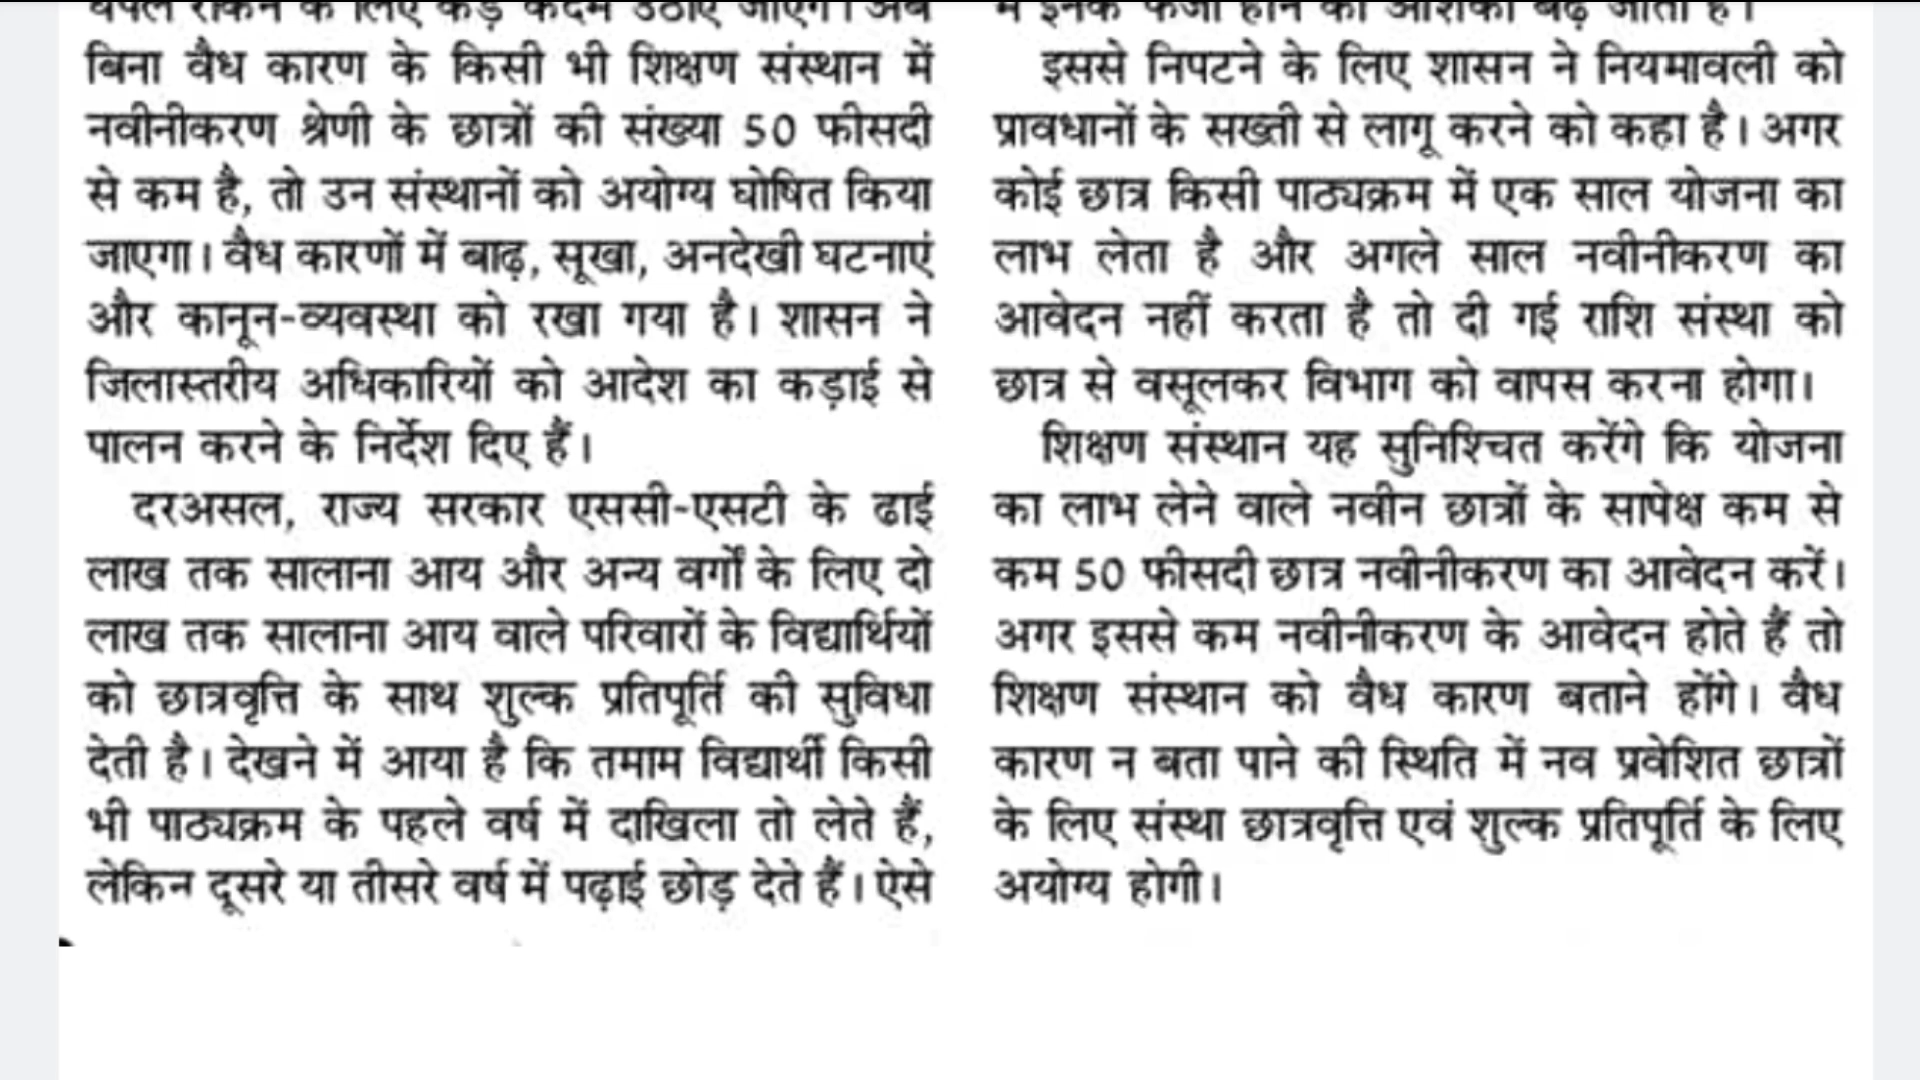 बिना वैध कारण के किसी भी शिक्षण संस्थान में
नवीनीकरण श्रेणी के छात्रों की संख्या 50 फीसदी
से कम है, तो उन संस्थानों को अयोग्य घोषित किया
जाएगा। वैध कारणों में बाढ़, सूखा, अनदेखी घटनाएं
और कानून-व्यवस्था को रखा गया है। शासन ने
जिलास्तरीय अधिकारियों को आदेश का कड़ाई से
पालन करने के निर्देश दिए हैं।
दरअसल, राज्य सरकार एससी-एसटी के ढाई
लाख तक सालाना आय और अन्य वर्गों के लिए दो
लाख तक सालाना आय वाले परिवारों के विद्यार्थियों
को छात्रवृत्ति के साथ शुल्क प्रतिपूर्ति की सुविधा
देती है। देखने में आया है कि तमाम विद्यार्थी किसी
भी पाठ्यक्रम के पहले वर्ष में दाखिला तो लेते हैं,
लेकिन दूसरे या तीसरे वर्ष में पढ़ाई छोड़ देते हैं। ऐसे
में इनके फर्जी होने की आशंका बढ़ जाती है।
इससे निपटने के लिए शासन ने नियमावली को
प्रावधानों के सख्ती से लागू करने को कहा है। अगर
कोई छात्र किसी पाठ्यक्रम में एक साल योजना का
लाभ लेता है और अगले साल नवीनीकरण का
आवेदन नहीं करता है तो दी गई राशि संस्था को
छात्र से वसूलकर विभाग को वापस करना होगा।
शिक्षण संस्थान यह सुनिश्चित करेंगे कि योजना
का लाभ लेने वाले नवीन छात्रों के सापेक्ष कम से
कम 50 फीसदी छात्र नवीनीकरण का आवेदन करें।
अगर इससे कम नवीनीकरण के आवेदन होते हैं तो
शिक्षण संस्थान को वैध कारण बताने होंगे। वैध
कारण न बता पाने की स्थिति में नव प्रवेशित छात्रों
के लिए संस्था छात्रवृत्ति एवं शुल्क प्रतिपूर्ति के लिए
अयोग्य होगी।